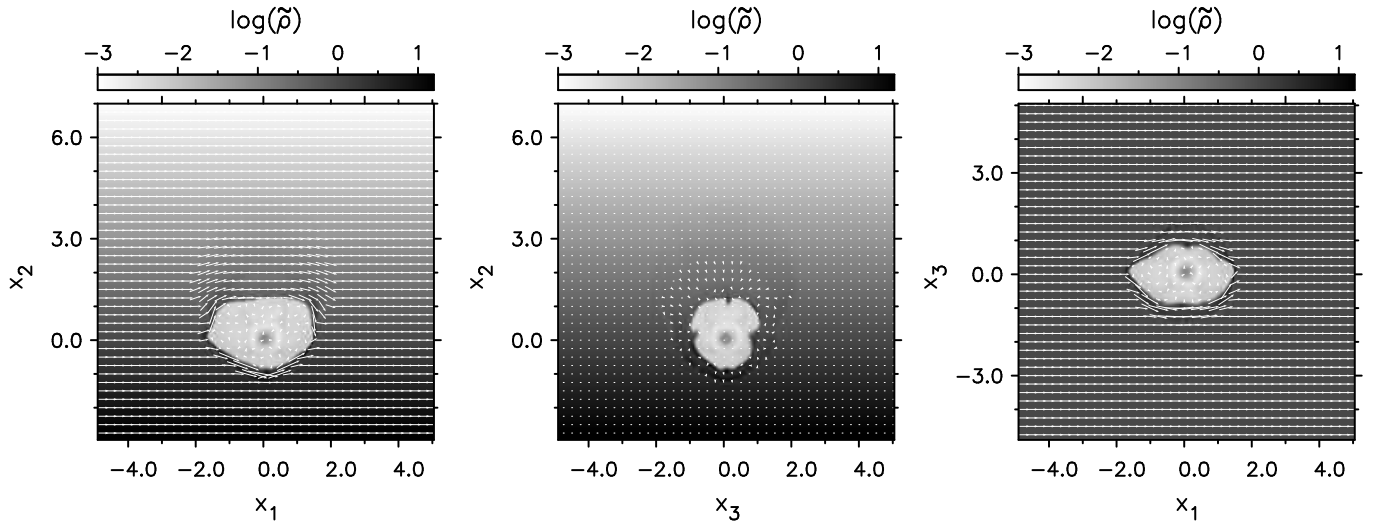 log(ρ̃) log(ρ̃) log(ρ̃)
−3 −2 −1 0 1 −3 −2 −1 0 1 −3 −2 −1 0 1
6.0 6.0 3.0
3.0 3.0 0.0
0.0 0.0 −3.0
x₂ x₂ x₃
−4.0 −2.0 0.0 2.0 4.0 −4.0 −2.0 0.0 2.0 4.0 −4.0 −2.0 0.0 2.0 4.0
x₁ x₃ x₁